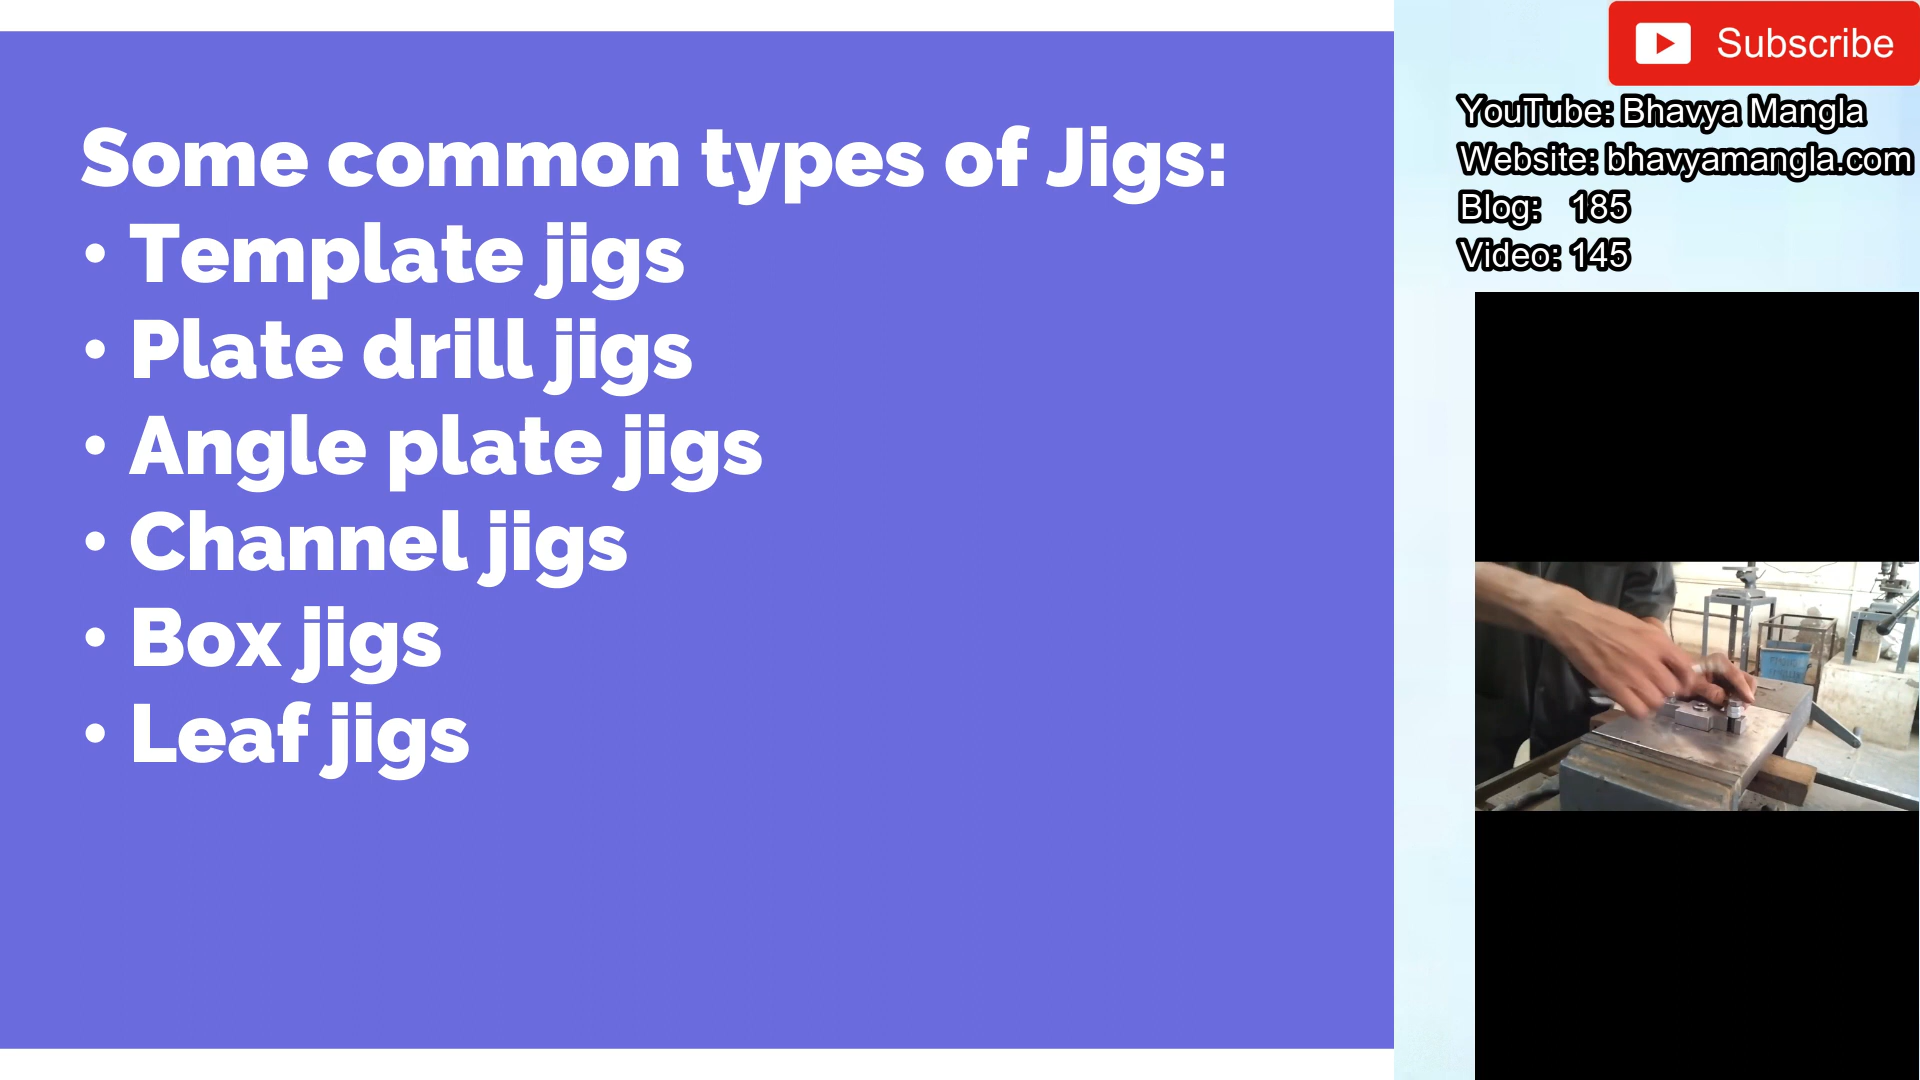 Some common types of Jigs:
• Template jigs
• Plate drill jigs
• Angle plate jigs
• Channel jigs
• Box jigs
• Leaf jigs
Subscribe
YouTube: Bhavya Mangla
Website: bhavyamangla.com
Blog: 185
Video: 145